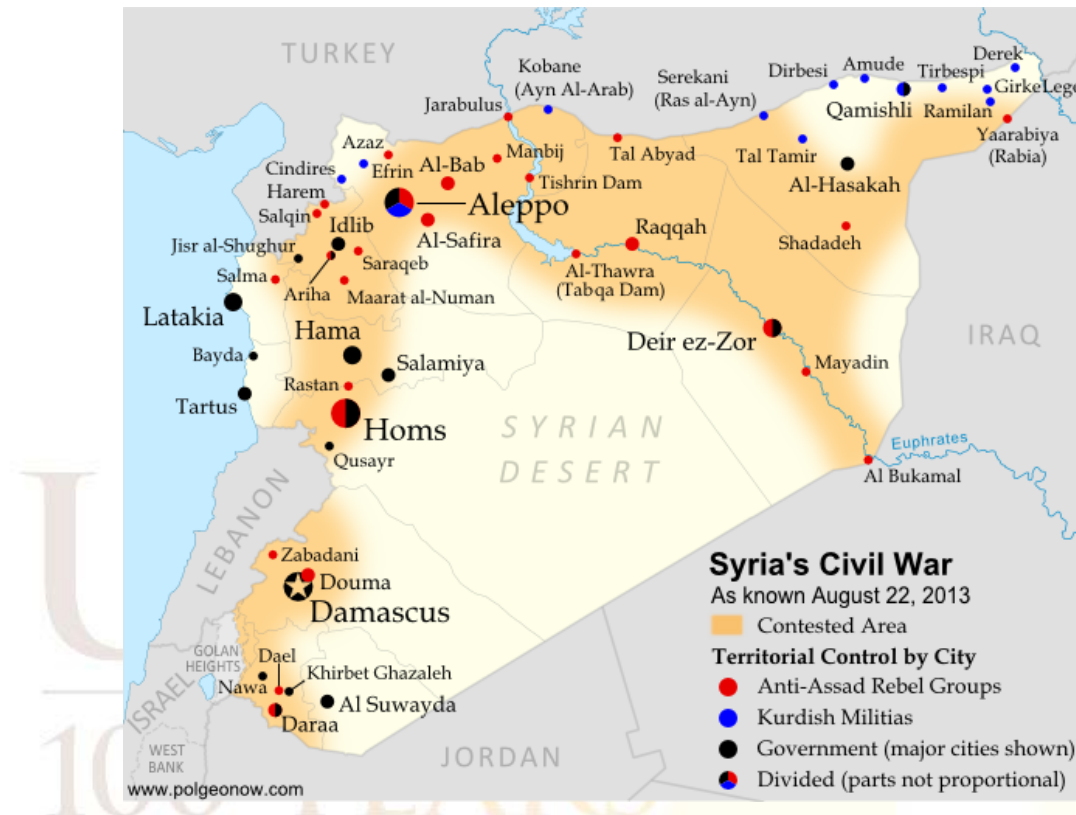 TURKEY
Kobane
(Ayn Al-Arab)
Jarabulus
Serekani
(Ras al-Ayn)
Dirbesi
Amude
Tirbespi
Derek
GirkeLege
Qamishli
Ramilan
Yaarabiya
(Rabia)
Azaz
Cindires
Efrin
Al-Bab
Manbij
Tal Abyad
Tal Tamir
Al-Hasakah
Harem
Salqin
Aleppo
Tishrin Dam
Idlib
Al-Safira
Raqqah
Shadadeh
Jisr al-Shughur
Saraqeb
Al-Thawra
(Tabqa Dam)
Salma
Ariha
Maarat al-Numan
Latakia
Hama
Deir ez-Zor
IRAQ
Bayda
Salamiya
Mayadin
Rastan
Tartus
Homs
SYRIAN
DESERT
Euphrates
Qusayr
Al Bukamal
LEBANON
Zabadani
Douma
Damascus
GOLAN
HEIGHTS
Dael
Khirbet Ghazaleh
Nawa
Al Suwayda
Daraa
ISRAEL
WEST
BANK
JORDAN
www.polgeonow.com
Syria's Civil War
As known August 22, 2013
Contested Area
Territorial Control by City
Anti-Assad Rebel Groups
Kurdish Militias
Government (major cities shown)
Divided (parts not proportional)